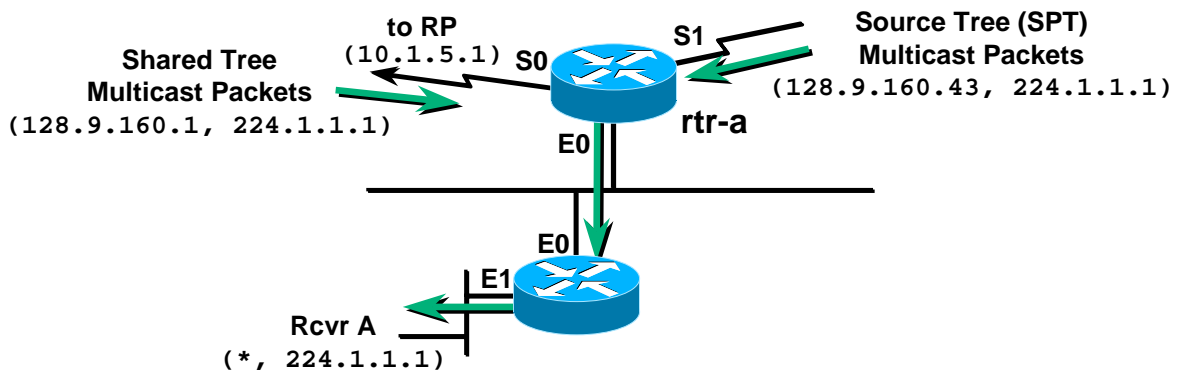 to RP
(10.1.5.1)
Shared Tree
Multicast Packets
(128.9.160.1, 224.1.1.1)
S0
S1
Source Tree (SPT)
Multicast Packets
(128.9.160.43, 224.1.1.1)
rtr-a
E0
E0
E1
Rcvr A
(*, 224.1.1.1)